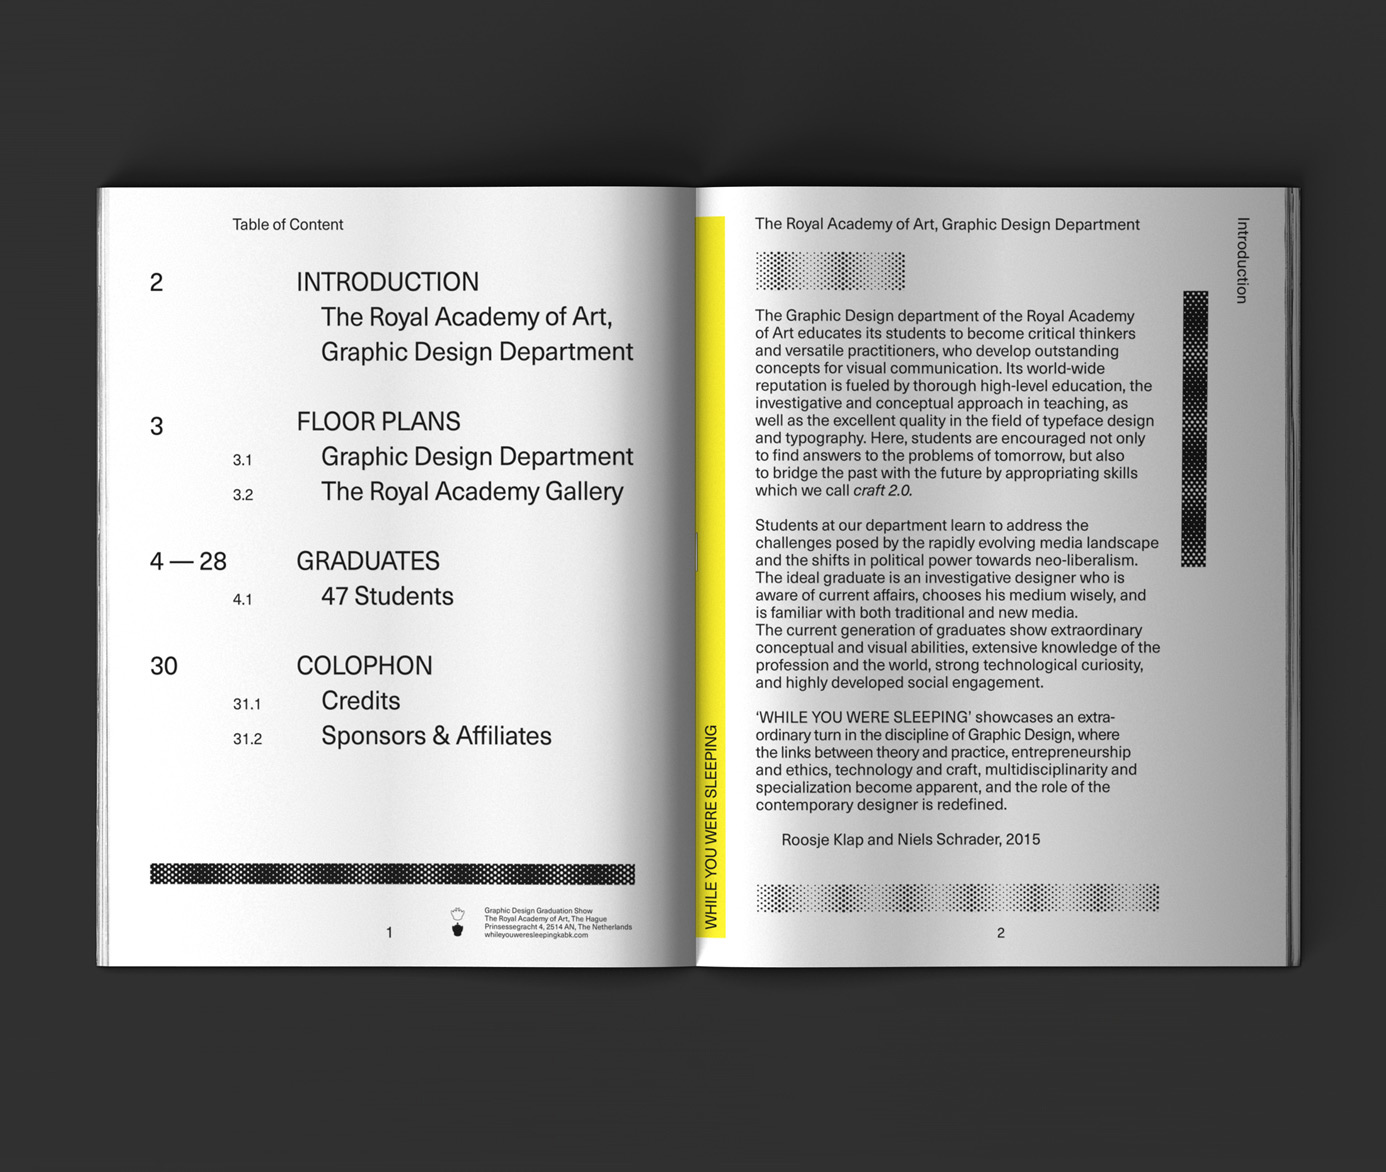 Table of Content
2 INTRODUCTION
The Royal Academy of Art,
Graphic Design Department
3 FLOOR PLANS
3.1 Graphic Design Department
3.2 The Royal Academy Gallery
4 — 28 GRADUATES
4.1 47 Students
30 COLOPHON
31.1 Credits
31.2 Sponsors & Affiliates
Graphic Design Graduation Show
The Royal Academy of Art, The Hague
Prinsessegracht 4, 2514 AN, The Netherlands
whileyouweresleepingkabk.com
1
WHILE YOU WERE SLEEPING
The Royal Academy of Art, Graphic Design Department
Introduction
The Graphic Design department of the Royal Academy
of Art educates its students to become critical thinkers
and versatile practitioners, who develop outstanding
concepts for visual communication. Its world-wide
reputation is fueled by thorough high-level education, the
investigative and conceptual approach in teaching, as
well as the excellent quality in the field of typeface design
and typography. Here, students are encouraged not only
to find answers to the problems of tomorrow, but also
to bridge the past with the future by appropriating skills
which we call craft 2.0.
Students at our department learn to address the
challenges posed by the rapidly evolving media landscape
and the shifts in political power towards neo-liberalism.
The ideal graduate is an investigative designer who is
aware of current affairs, chooses his medium wisely, and
is familiar with both traditional and new media.
The current generation of graduates show extraordinary
conceptual and visual abilities, extensive knowledge of the
profession and the world, strong technological curiosity,
and highly developed social engagement.
‘WHILE YOU WERE SLEEPING’ showcases an extra-
ordinary turn in the discipline of Graphic Design, where
the links between theory and practice, entrepreneurship
and ethics, technology and craft, multidisciplinarity and
specialization become apparent, and the role of the
contemporary designer is redefined.
Roosje Klap and Niels Schrader, 2015
2